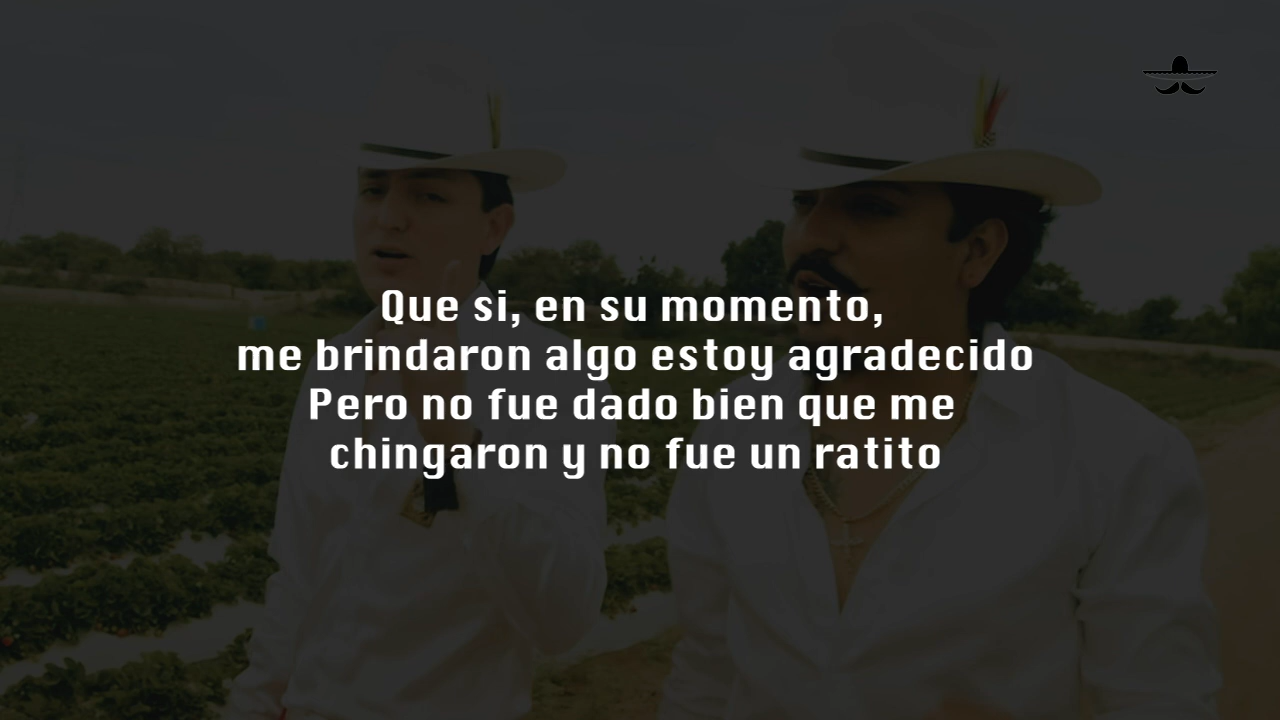 Que si, en su momento,
me brindaron algo estoy agradecido
Pero no fue dado bien que me
chingaron y no fue un ratito